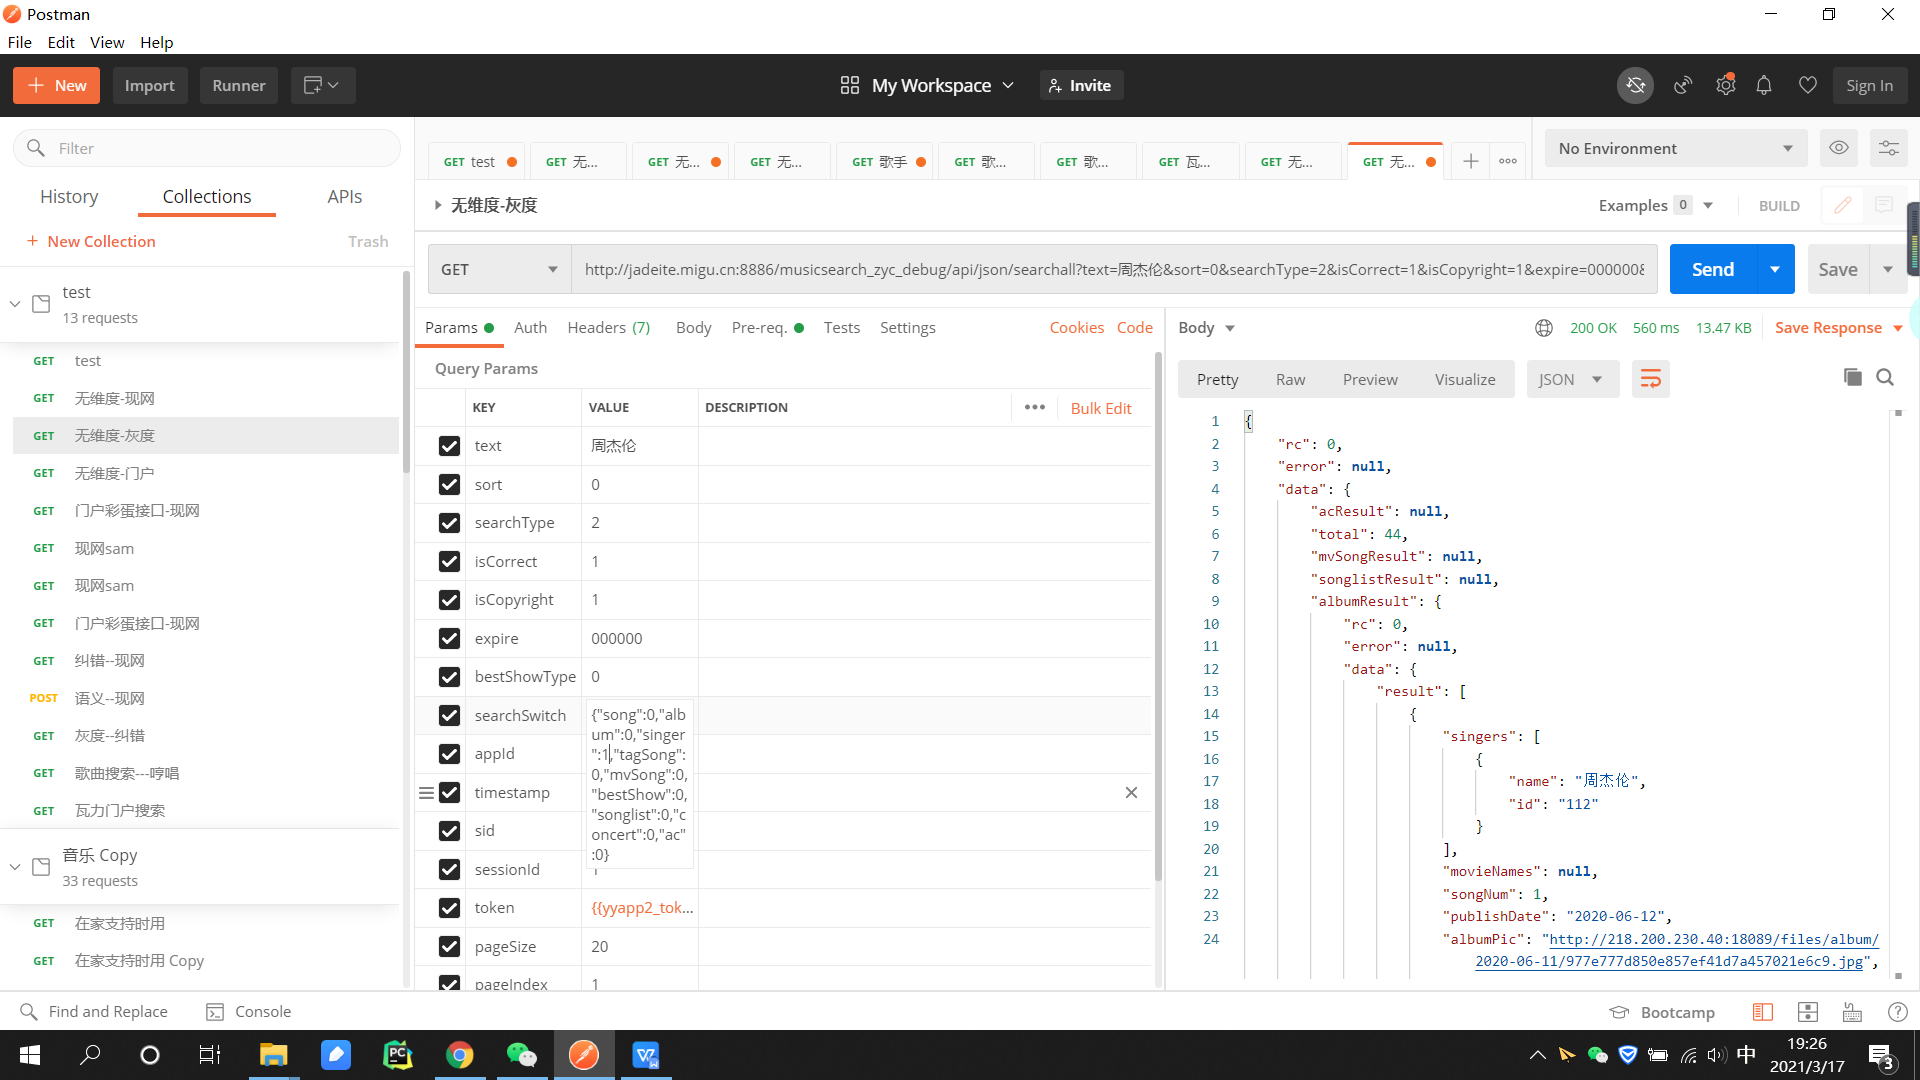 Postman
File Edit View Help
New Import Runner My Workspace Invite Sign In
Filter
History Collections APIs
+ New Collection Trash
test
13 requests
GET test
GET 无维度-现网
GET 无维度-灰度
GET 无维度-门户
GET 门户彩蛋接口-现网
GET 现网sam
GET 现网sam
GET 门户彩蛋接口-现网
GET 纠错--现网
POST 语义--现网
GET 灰度--纠错
GET 歌曲搜索---哼唱
GET 瓦力门户搜索
音乐 Copy
33 requests
GET 在家支持时用
GET 在家支持时用 Copy
GET test GET 无... GET 无... GET 无... GET 歌手 GET 歌... GET 歌... GET 瓦... GET 无... GET 无...
No Environment
无维度-灰度
Examples 0 BUILD
GET http://jadeite.migu.cn:8886/musicsearch_zyc_debug/api/json/searchall?text=周杰伦&sort=0&searchType=2&isCorrect=1&isCopyright=1&expire=000000&
Send Save
Params Auth Headers (7) Body Pre-req. Tests Settings Cookies Code
Query Params
KEY VALUE DESCRIPTION Bulk Edit
text 周杰伦
sort 0
searchType 2
isCorrect 1
isCopyright 1
expire 000000
bestShowType 0
searchSwitch {"song":0,"alb
um":0,"singer
":1,"tagSong":
0,"mvSong":0,
"bestShow":0,
"songlist":0,"c
oncert":0,"ac"
:0}
appId
timestamp
sid
sessionId 1
token {{yyapp2_tok...
pageSize 20
pageIndex 1
Body 200 OK 560 ms 13.47 KB Save Response
Pretty Raw Preview Visualize JSON
1 {
2 "rc": 0,
3 "error": null,
4 "data": {
5 "acResult": null,
6 "total": 44,
7 "mvSongResult": null,
8 "songlistResult": null,
9 "albumResult": {
10 "rc": 0,
11 "error": null,
12 "data": {
13 "result": [
14 {
15 "singers": [
16 {
17 "name": "周杰伦",
18 "id": "112"
19 }
20 ],
21 "movieNames": null,
22 "songNum": 1,
23 "publishDate": "2020-06-12",
24 "albumPic": "http://218.200.230.40:18089/files/album/
2020-06-11/977e777d850e857ef41d7a457021e6c9.jpg",
Find and Replace Console Bootcamp
中
19:26
2021/3/17
3